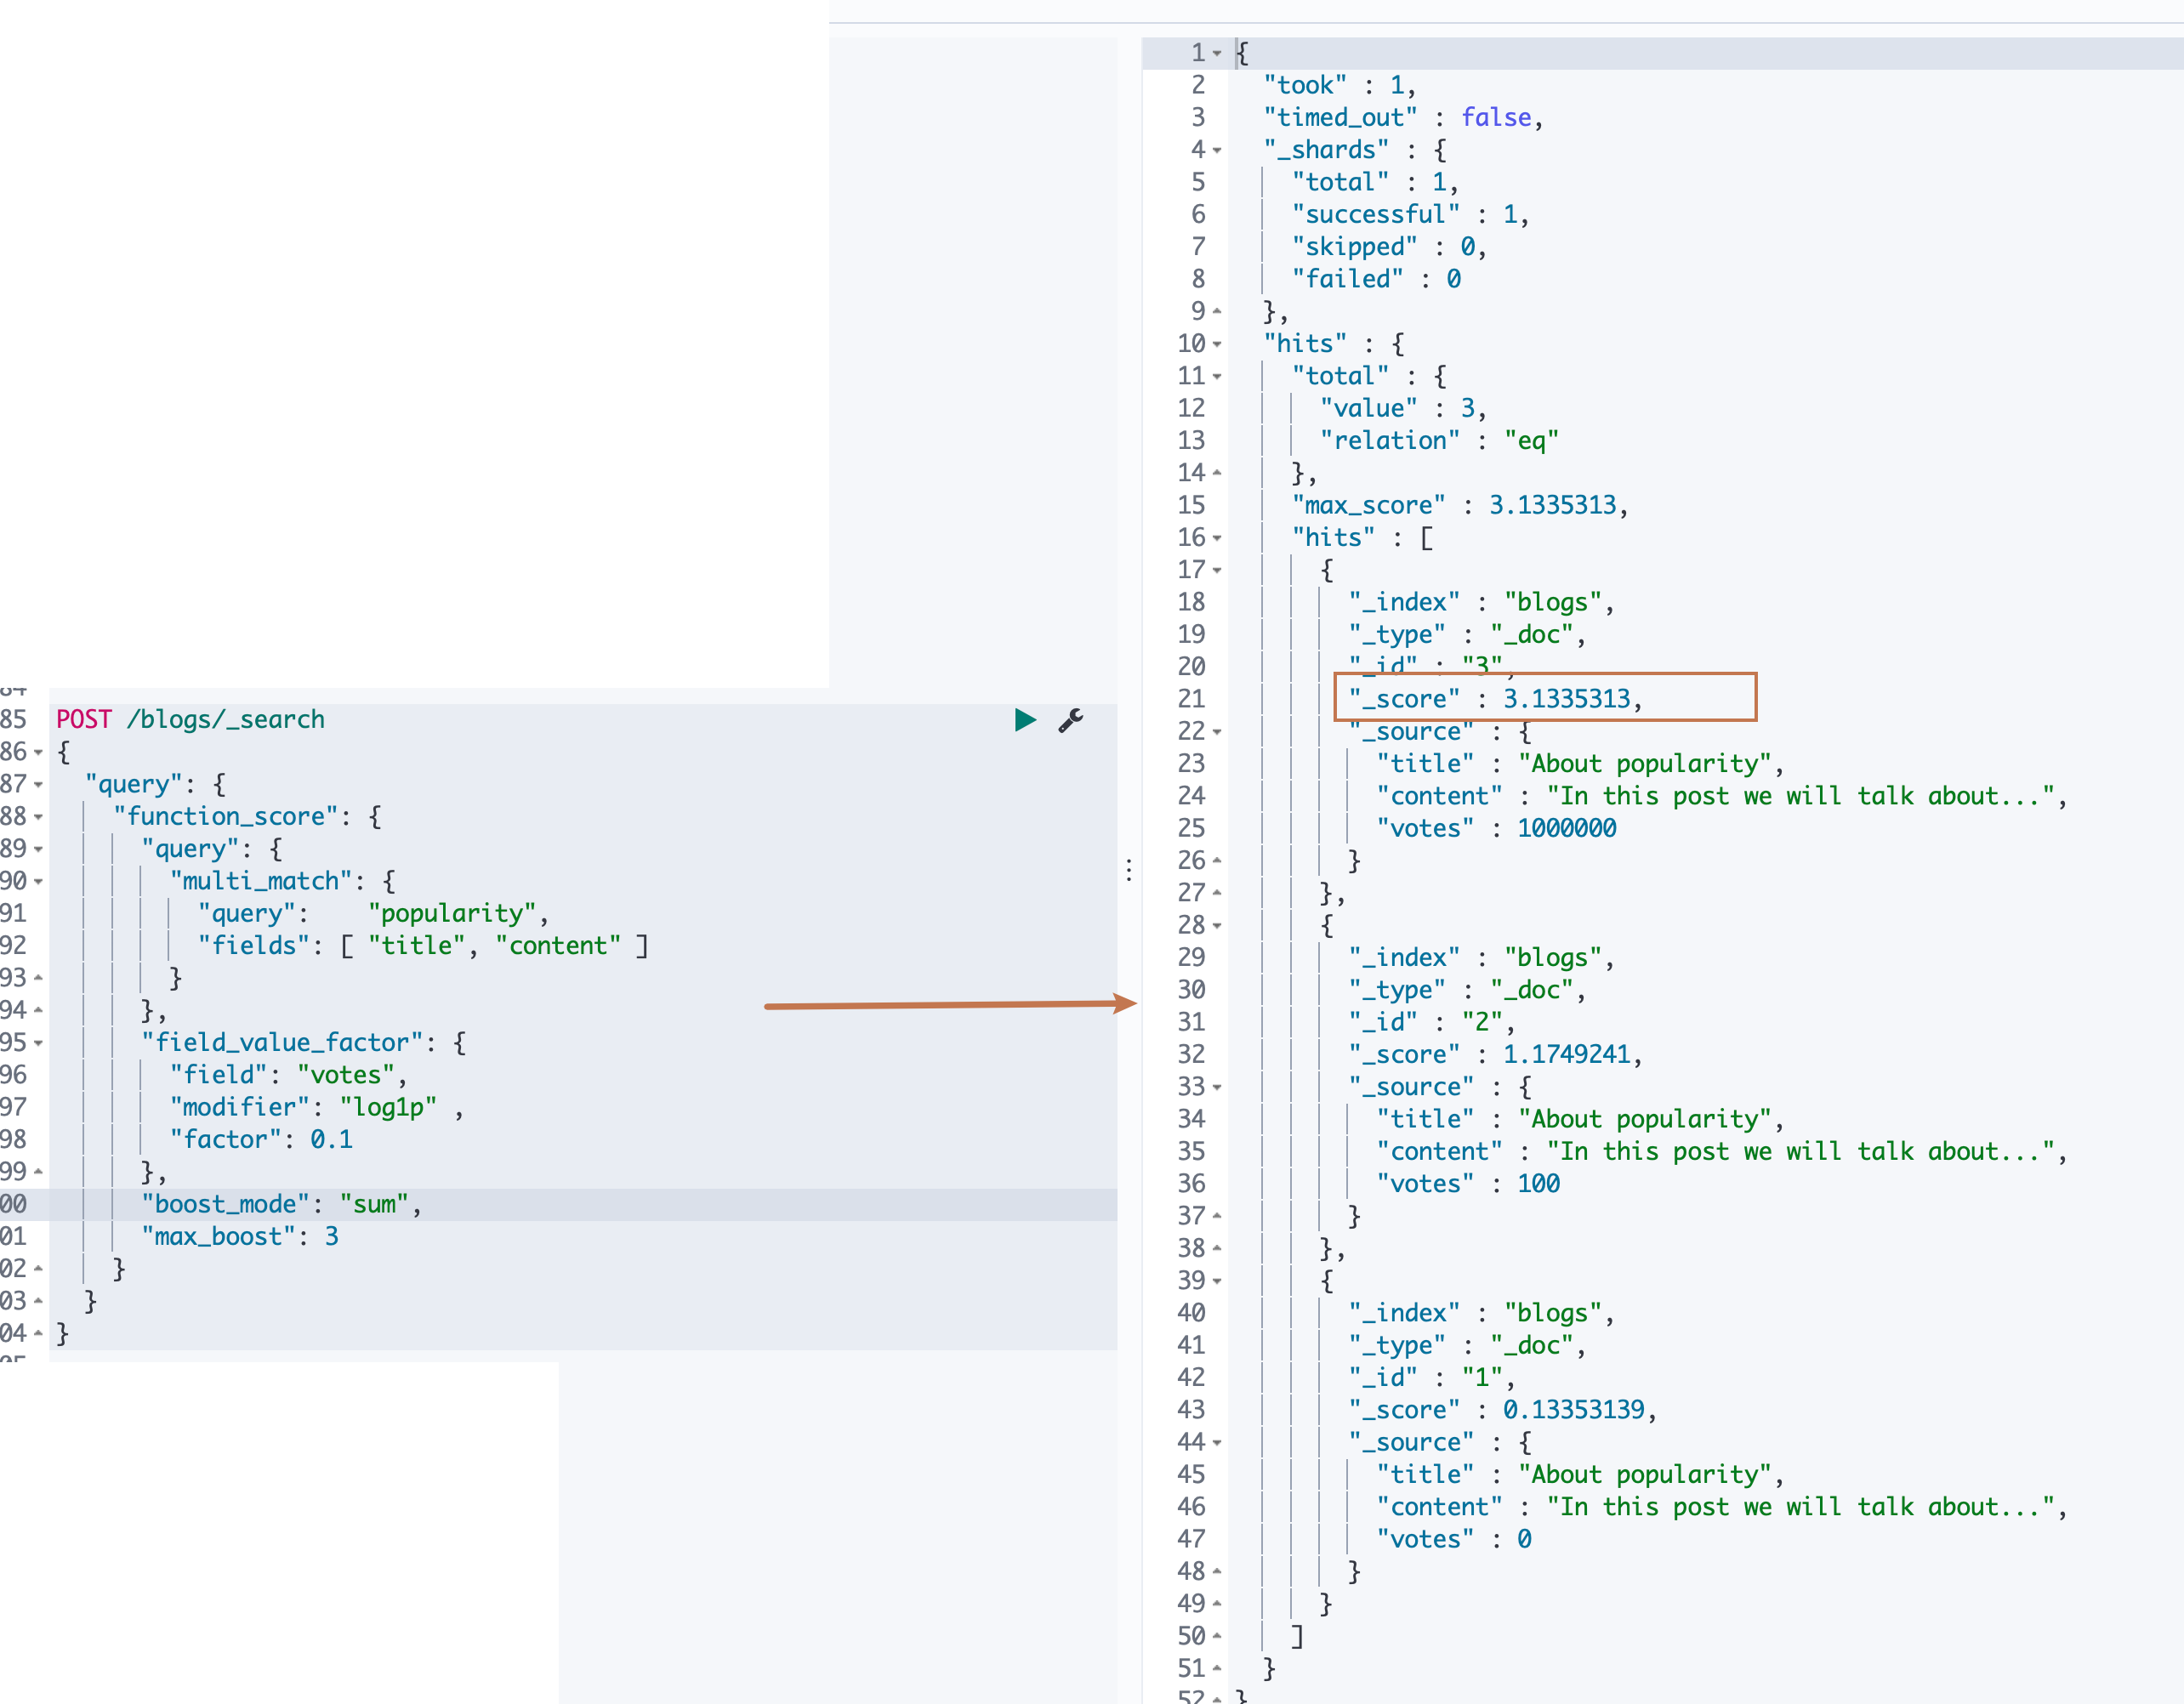 84
85 POST /blogs/_search
86 {
87 "query": {
88 "function_score": {
89 "query": {
90 "multi_match": {
91 "query": "popularity",
92 "fields": [ "title", "content" ]
93 }
94 },
95 "field_value_factor": {
96 "field": "votes",
97 "modifier": "log1p" ,
98 "factor": 0.1
99 },
00 "boost_mode": "sum",
01 "max_boost": 3
02 }
03 }
04 }
05
1 {
2 "took" : 1,
3 "timed_out" : false,
4 "_shards" : {
5 "total" : 1,
6 "successful" : 1,
7 "skipped" : 0,
8 "failed" : 0
9 },
10 "hits" : {
11 "total" : {
12 "value" : 3,
13 "relation" : "eq"
14 },
15 "max_score" : 3.1335313,
16 "hits" : [
17 {
18 "_index" : "blogs",
19 "_type" : "_doc",
20 "_id" : "3",
21 "_score" : 3.1335313,
22 "_source" : {
23 "title" : "About popularity",
24 "content" : "In this post we will talk about...",
25 "votes" : 1000000
26 }
27 },
28 {
29 "_index" : "blogs",
30 "_type" : "_doc",
31 "_id" : "2",
32 "_score" : 1.1749241,
33 "_source" : {
34 "title" : "About popularity",
35 "content" : "In this post we will talk about...",
36 "votes" : 100
37 }
38 },
39 {
40 "_index" : "blogs",
41 "_type" : "_doc",
42 "_id" : "1",
43 "_score" : 0.13353139,
44 "_source" : {
45 "title" : "About popularity",
46 "content" : "In this post we will talk about...",
47 "votes" : 0
48 }
49 }
50 ]
51 }
52 }